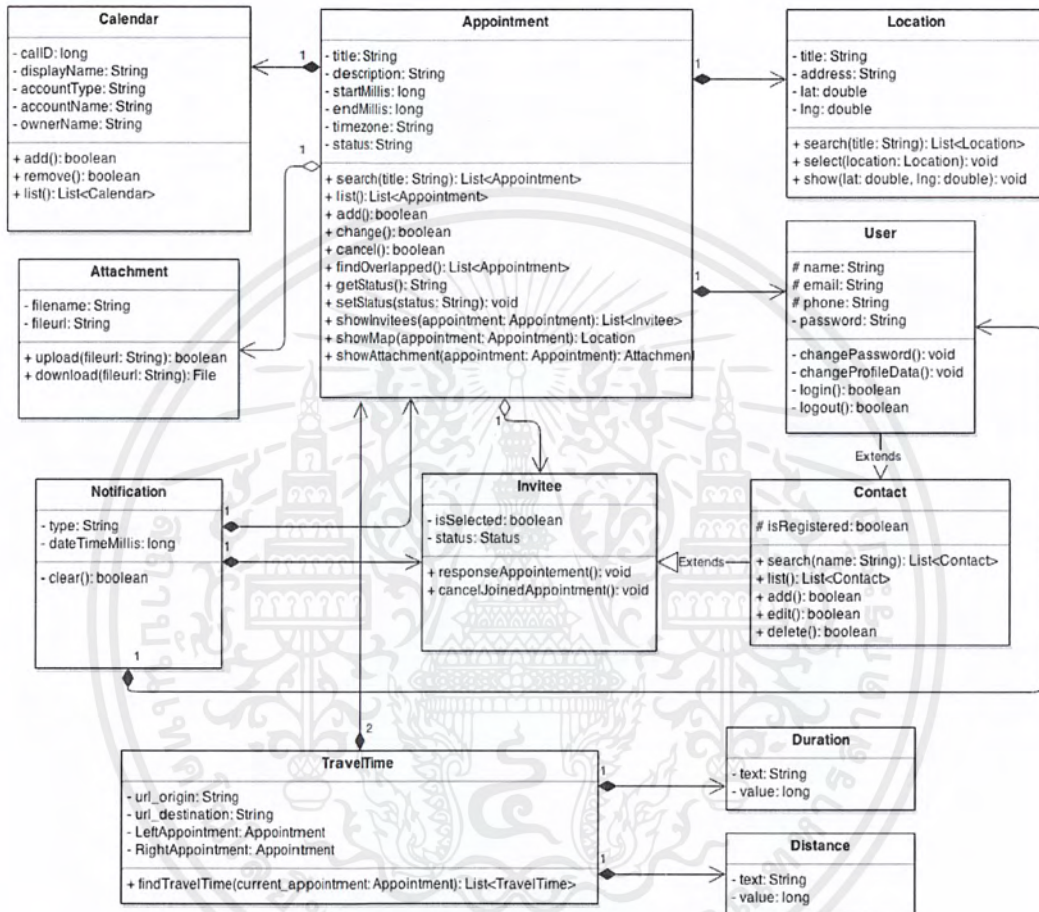 Calendar
- calID: long
- displayName: String
- accountType: String
- accountName: String
- ownerName: String
+ add(): boolean
+ remove(): boolean
+ list(): List<Calendar>
1
Appointment
- title: String
- description: String
- startMillis: long
- endMillis: long
- timezone: String
- status: String
+ search(title: String): List<Appointment>
+ list(): List<Appointment>
+ add(): boolean
+ change(): boolean
+ cancel(): boolean
+ findOverlapped(): List<Appointment>
+ getStatus(): String
+ setStatus(status: String): void
+ showInvitees(appointment: Appointment): List<Invitee>
+ showMap(appointment: Appointment): Location
+ showAttachment(appointment: Appointment): Attachment
1
Location
- title: String
- address: String
- lat: double
- lng: double
+ search(title: String): List<Location>
+ select(location: Location): void
+ show(lat: double, lng: double): void
1
Attachment
- filename: String
- fileurl: String
+ upload(fileurl: String): boolean
+ download(fileurl: String): File
1
User
# name: String
# email: String
# phone: String
- password: String
- changePassword(): void
- changeProfileData(): void
- login(): boolean
- logout(): boolean
1
Extends
Notification
- type: String
- dateTimeMillis: long
- clear(): boolean
1
1
1
Invitee
- isSelected: boolean
- status: Status
+ responseAppointement(): void
+ cancelJoinedAppointment(): void
Extends
Contact
# isRegistered: boolean
+ search(name: String): List<Contact>
+ list(): List<Contact>
+ add(): boolean
+ edit(): boolean
+ delete(): boolean
2
TravelTime
- url_origin: String
- url_destination: String
- LeftAppointment: Appointment
- RightAppointment: Appointment
+ findTravelTime(current_appointment: Appointment): List<TravelTime>
1
Duration
- text: String
- value: long
1
Distance
- text: String
- value: long